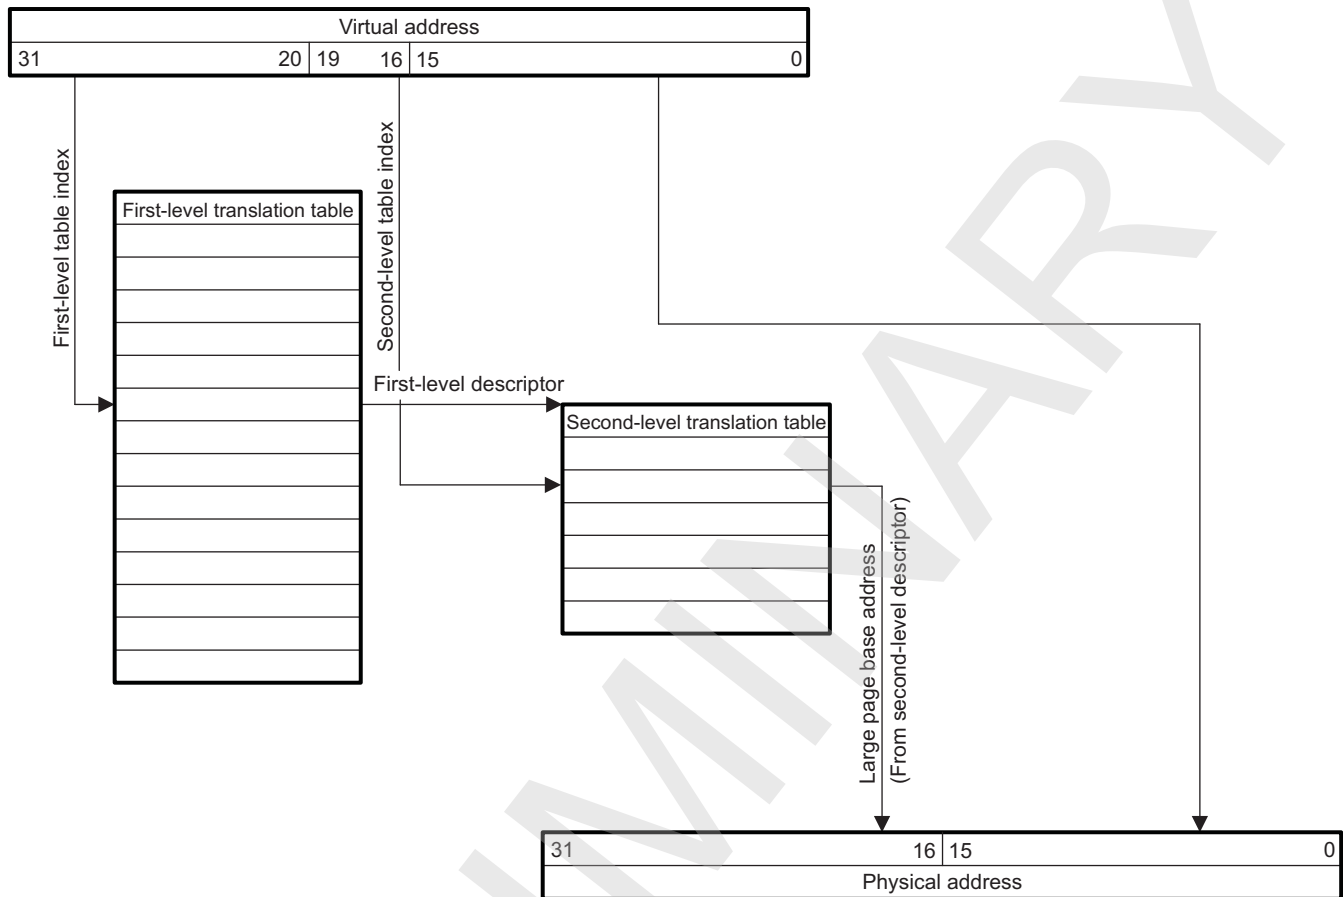 Virtual address
31 20 19 16 15 0
First-level table index
Second-level table index
First-level translation table
First-level descriptor
Second-level translation table
Large page base address
(From second-level descriptor)
31 16 15 0
Physical address